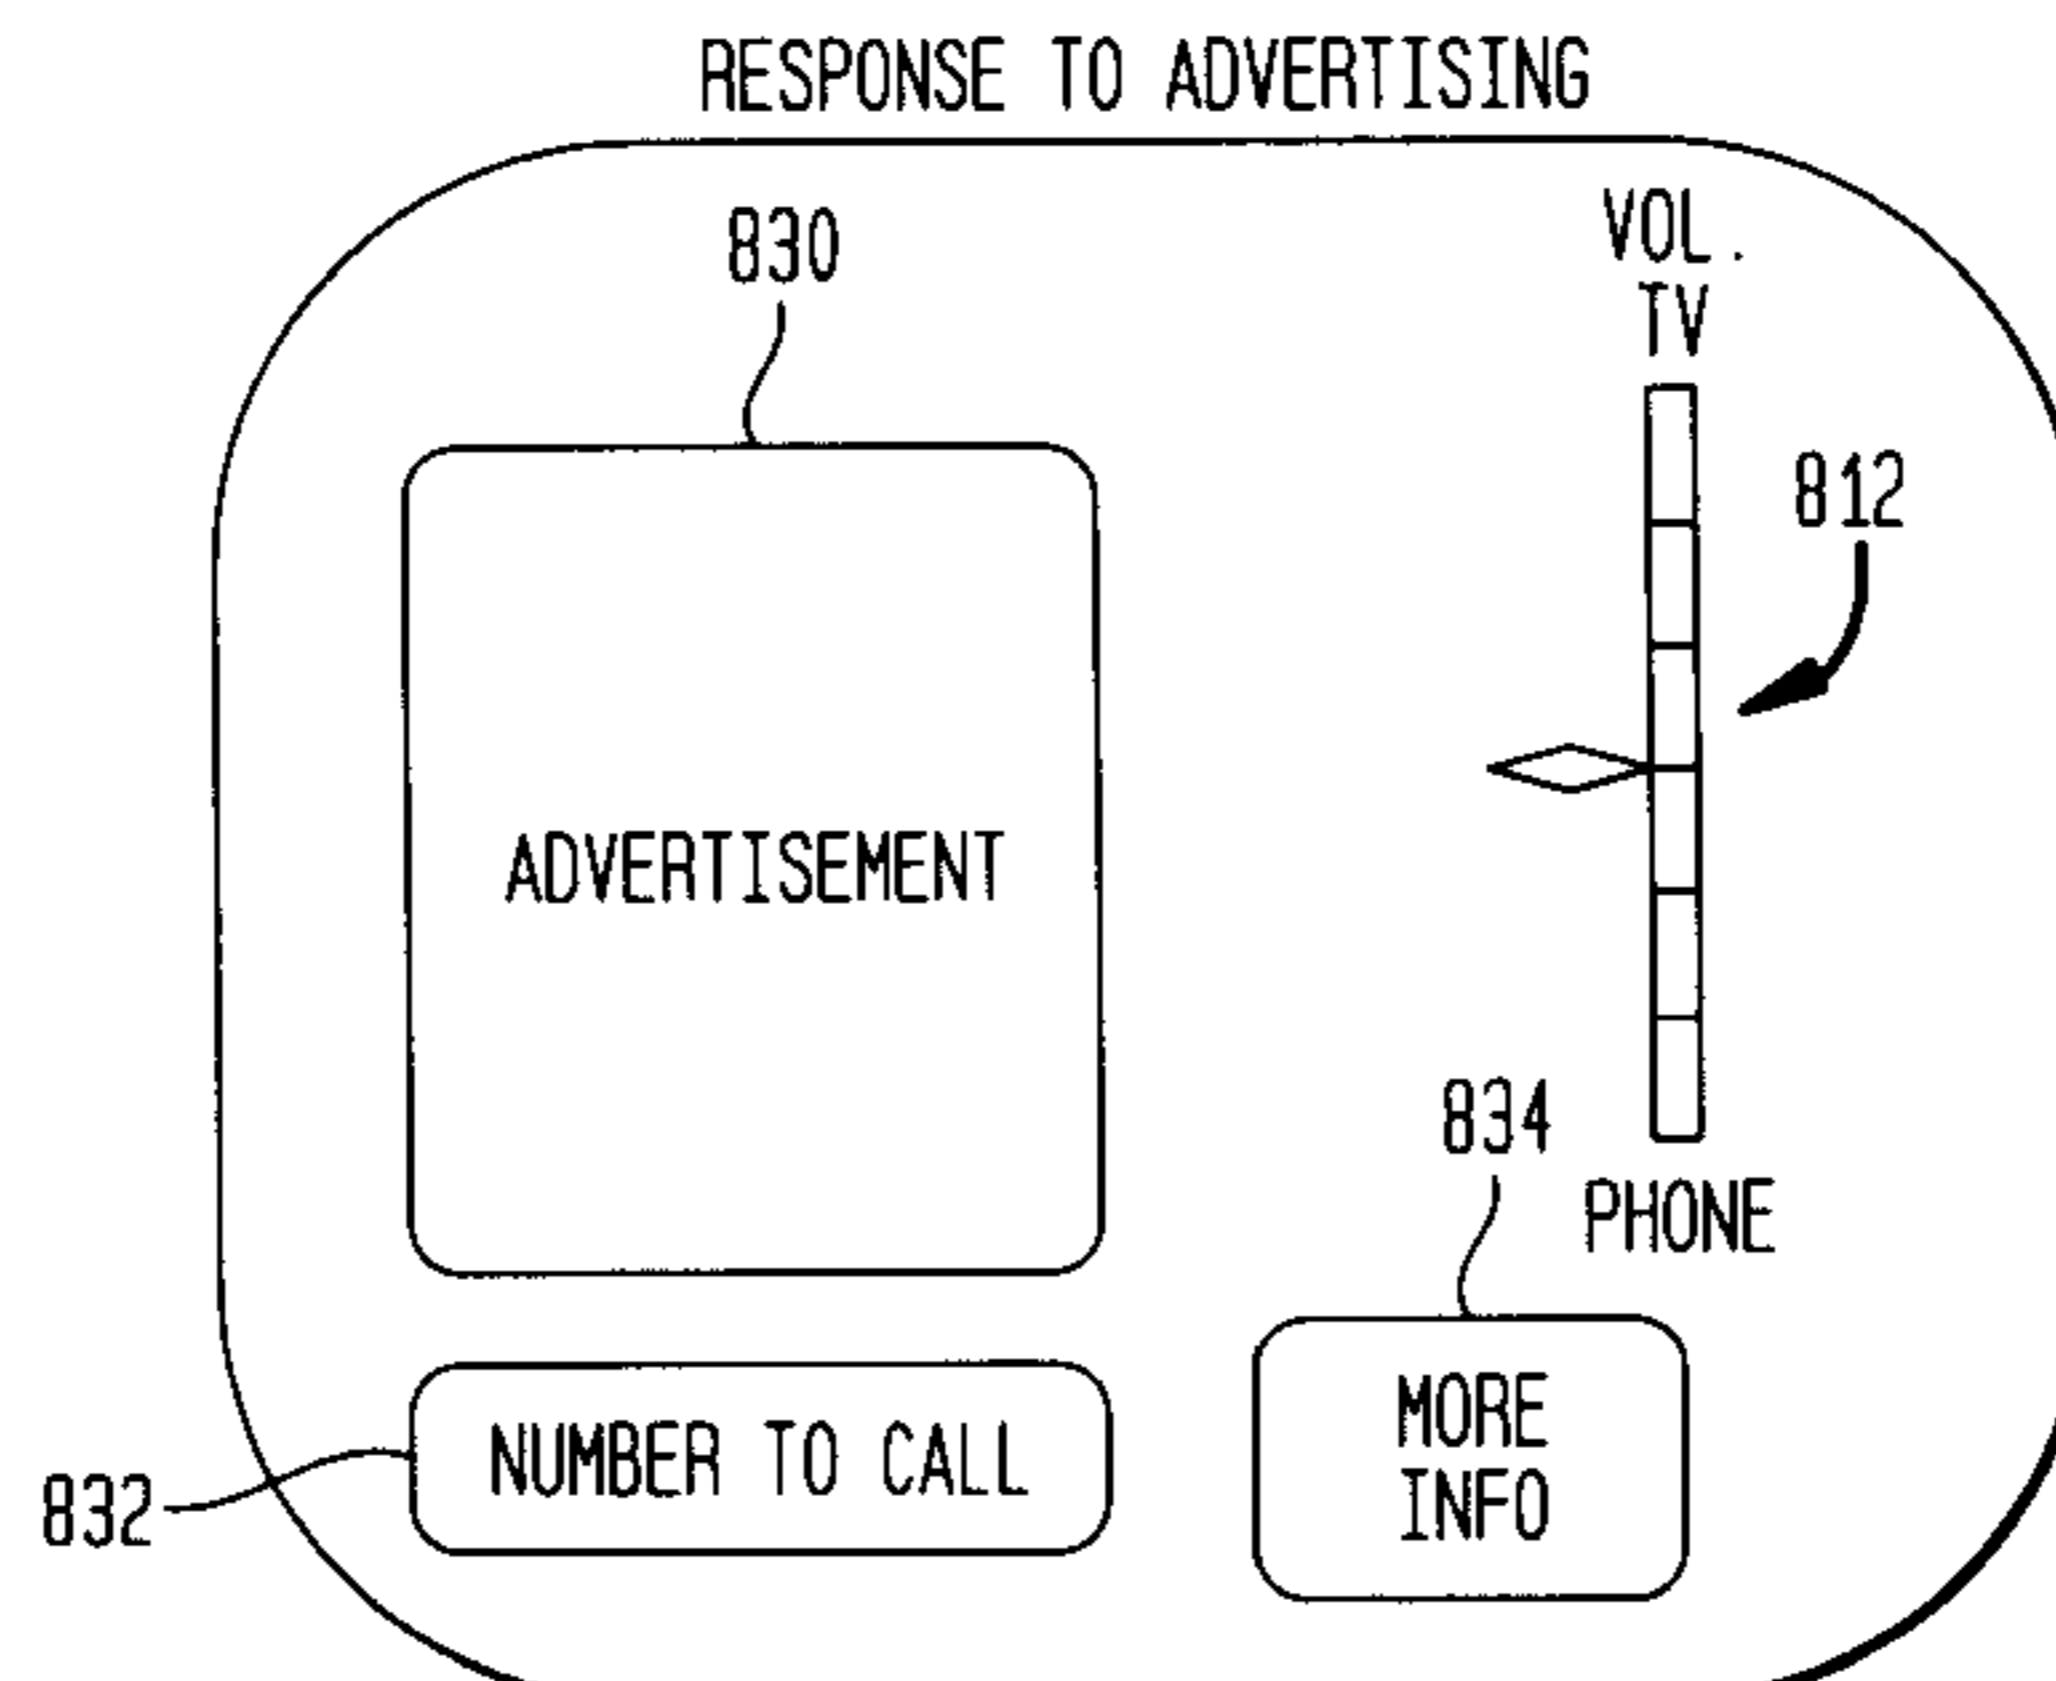 RESPONSE TO ADVERTISING
830
VOL.
TV
812
ADVERTISEMENT
834
PHONE
NUMBER TO CALL
MORE
INFO
832